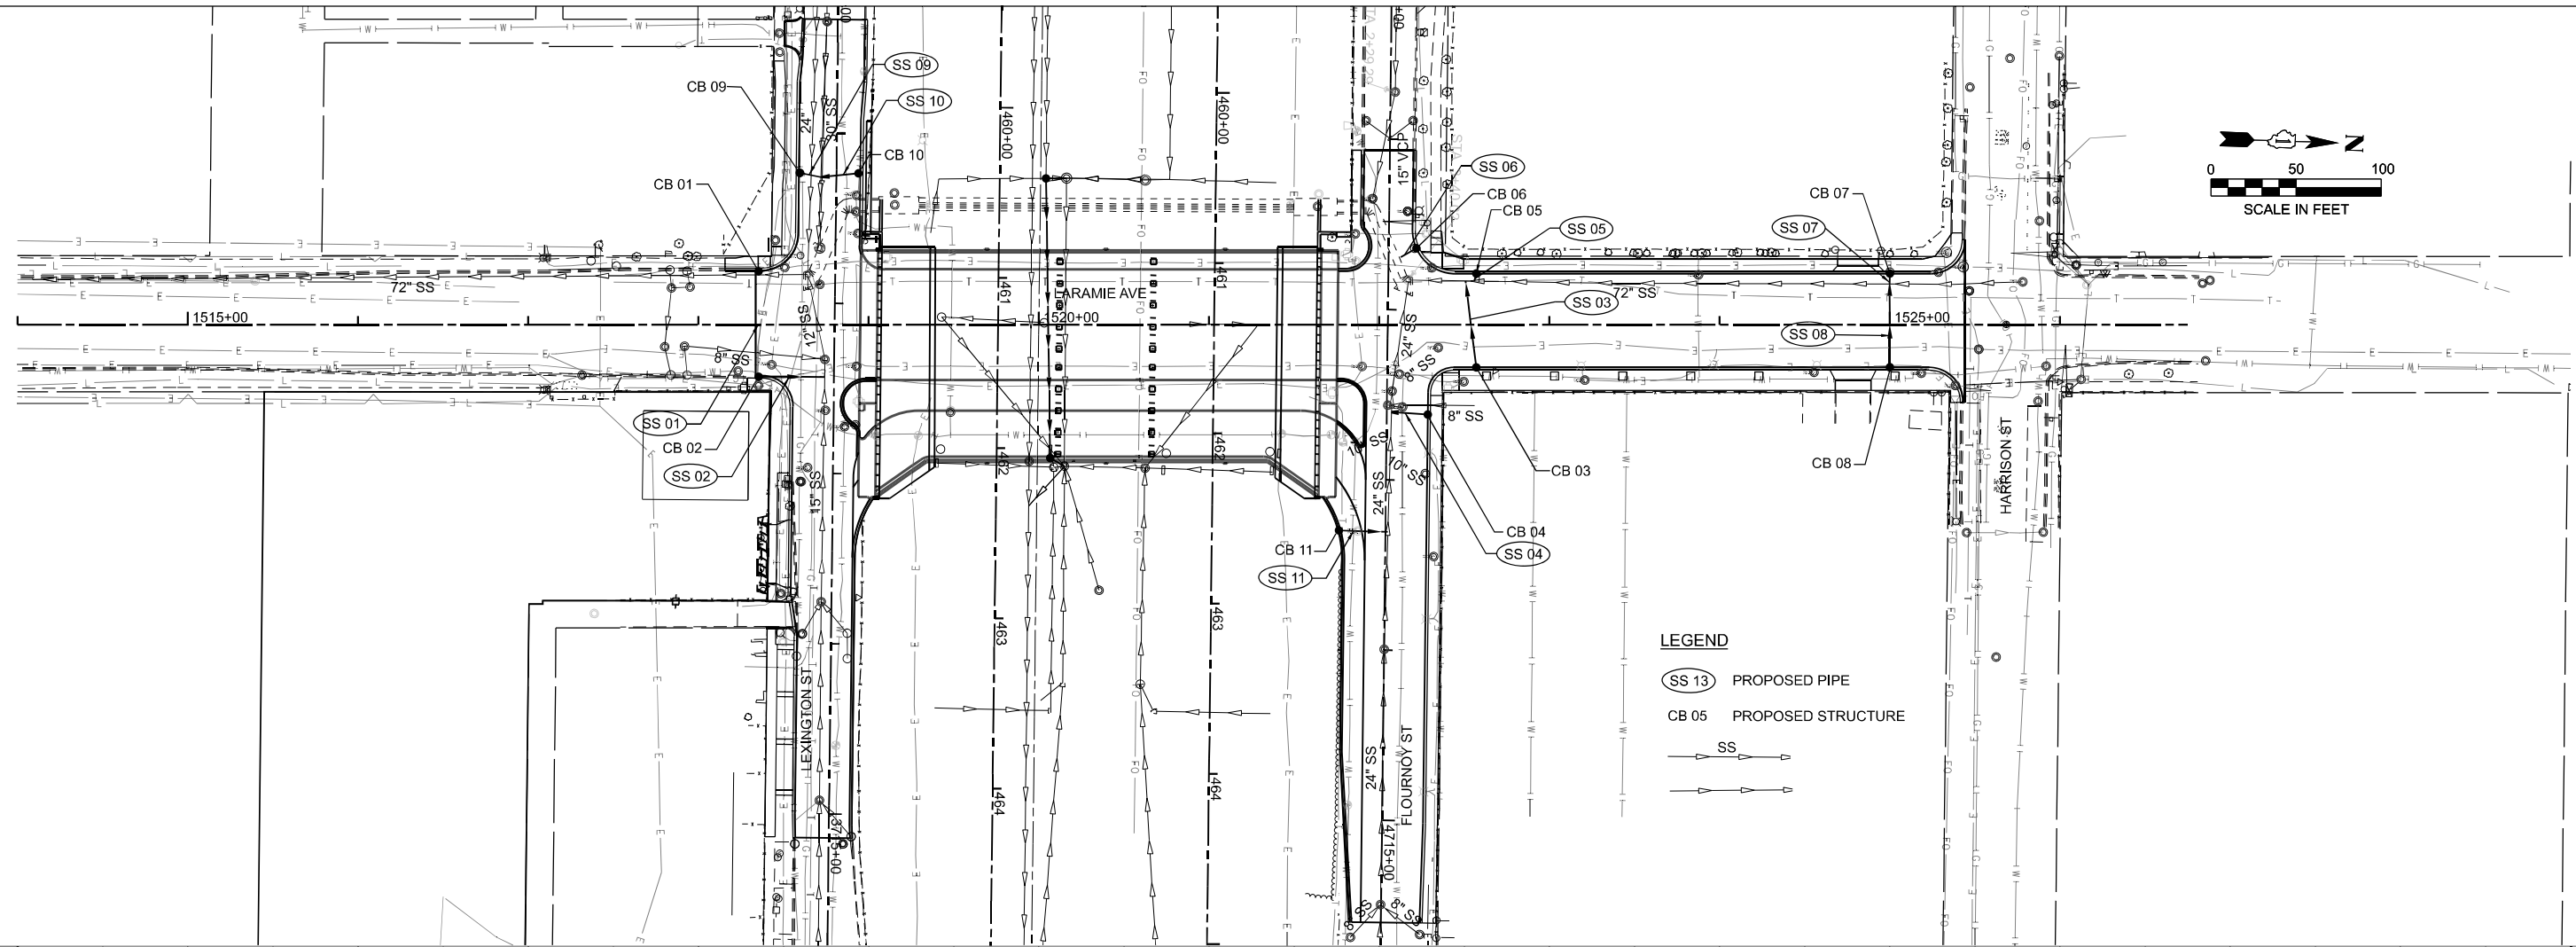 SS 09
24"
30" SS
SS 10
CB 09
CB 10
CB 01
460+00
460+00
15" VCP
SS 06
CB 06
CB 05
SS 05
CB 07
SS 07
N
0 50 100
SCALE IN FEET
72" SS
LARAMIE AVE
461
461
SS 03
72" SS
1515+00
1520+00
1525+00
12" SS
24" SS
SS 08
8" SS
8" SS
8" SS
SS 01
CB 02
SS 02
15" SS
462
462
10" SS
24" SS
CB 03
CB 08
HARRISON ST
CB 11
SS 11
CB 04
SS 04
463
463
LEXINGTON ST
464
464
3715+00
24" SS
FLOURNOY ST
4715+00
SS
8" SS
LEGEND
SS 13 PROPOSED PIPE
CB 05 PROPOSED STRUCTURE
SS